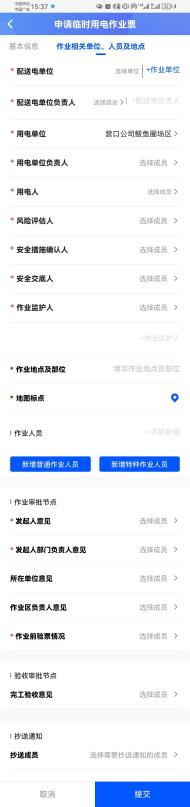 中国移动
中国广电 15:37
申请临时用电作业票
基本信息 作业相关单位、人员及地点
* 配送电单位 选择单位 +作业单位
* 配送电单位负责人 选择成员 +配送电负责人
* 用电单位 营口公司鲅鱼圈场区
* 用电单位负责人 选择成员
* 用电人 选择成员
* 风险评估人 选择成员
* 安全措施确认人 选择成员
* 安全交底人 选择成员
* 作业监护人 选择成员
+作业监护人
* 作业地点及部位 填写作业地点及部位
* 地图标点
作业人员 +手动新增
新增普通作业人员 新增特种作业人员
作业审批节点
* 发起人意见 选择成员
* 发起人部门负责人意见 选择成员
所在单位意见 选择成员
作业区负责人意见 选择成员
* 作业前验票情况 选择成员
验收审批节点
完工验收意见 选择成员
抄送通知
抄送成员 选择需要抄送通知的成员
取消 提交